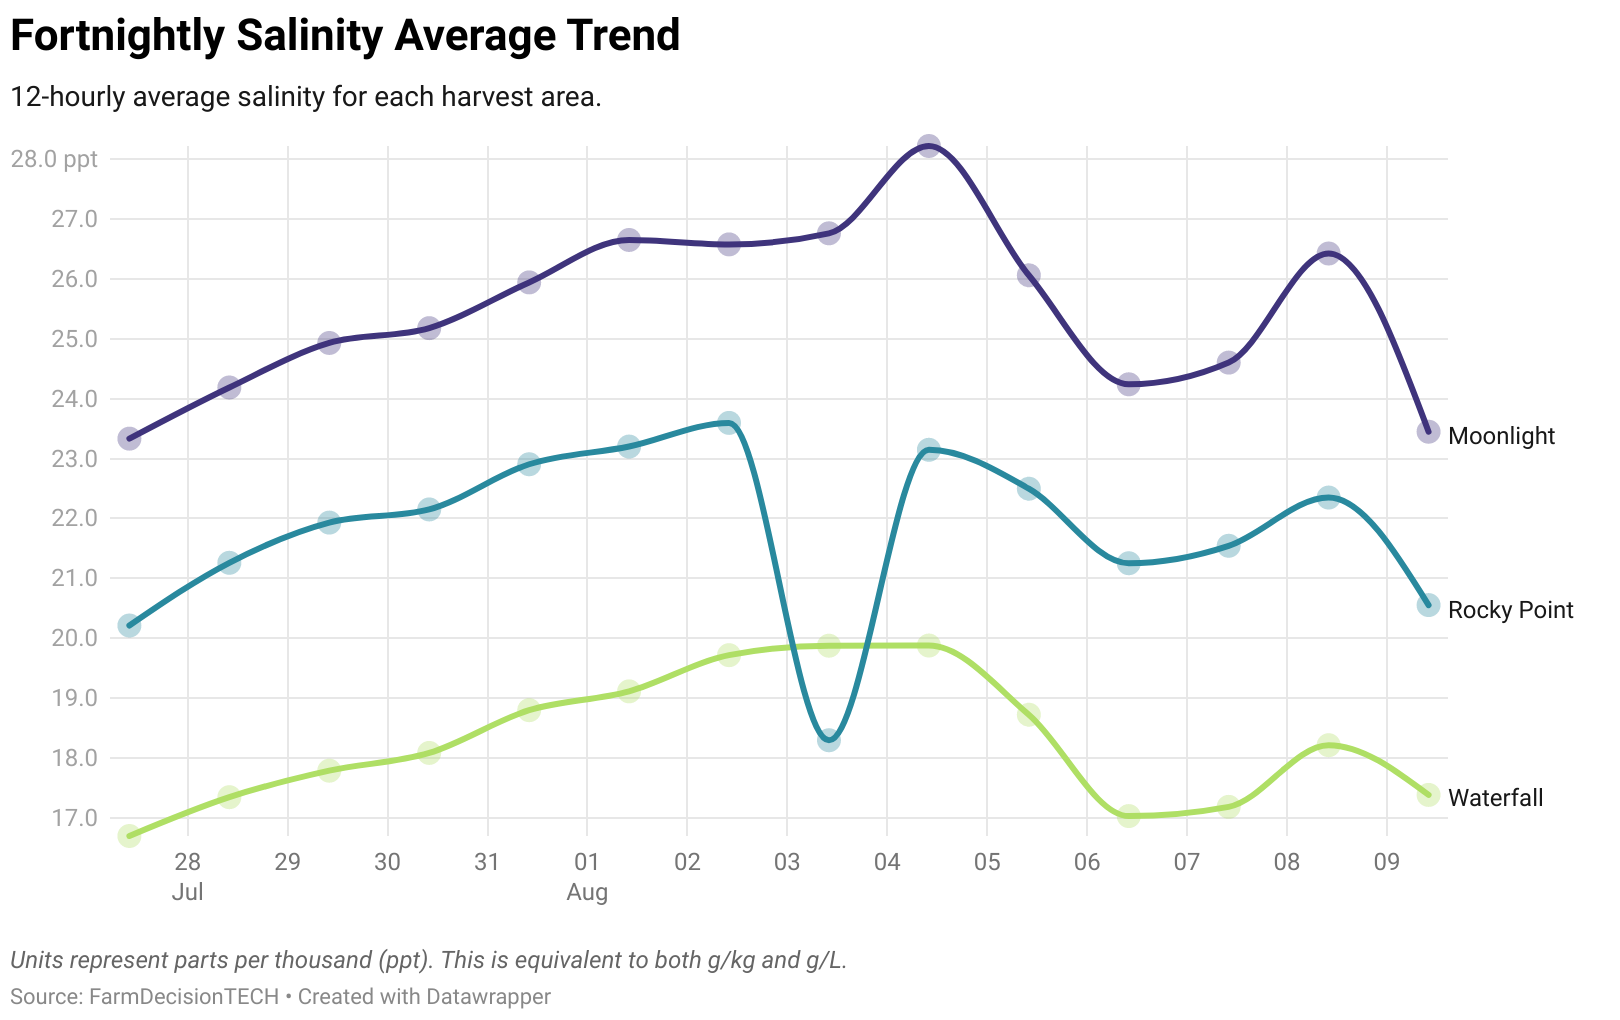 Fortnightly Salinity Average Trend
12-hourly average salinity for each harvest area.
28.0 ppt
27.0
26.0
25.0
24.0
23.0
22.0
21.0
20.0
19.0
18.0
17.0
Moonlight
Rocky Point
Waterfall
28 29 30 31 01 02 03 04 05 06 07 08 09
Jul Aug
Units represent parts per thousand (ppt). This is equivalent to both g/kg and g/L.
Source: FarmDecisionTECH • Created with Datawrapper